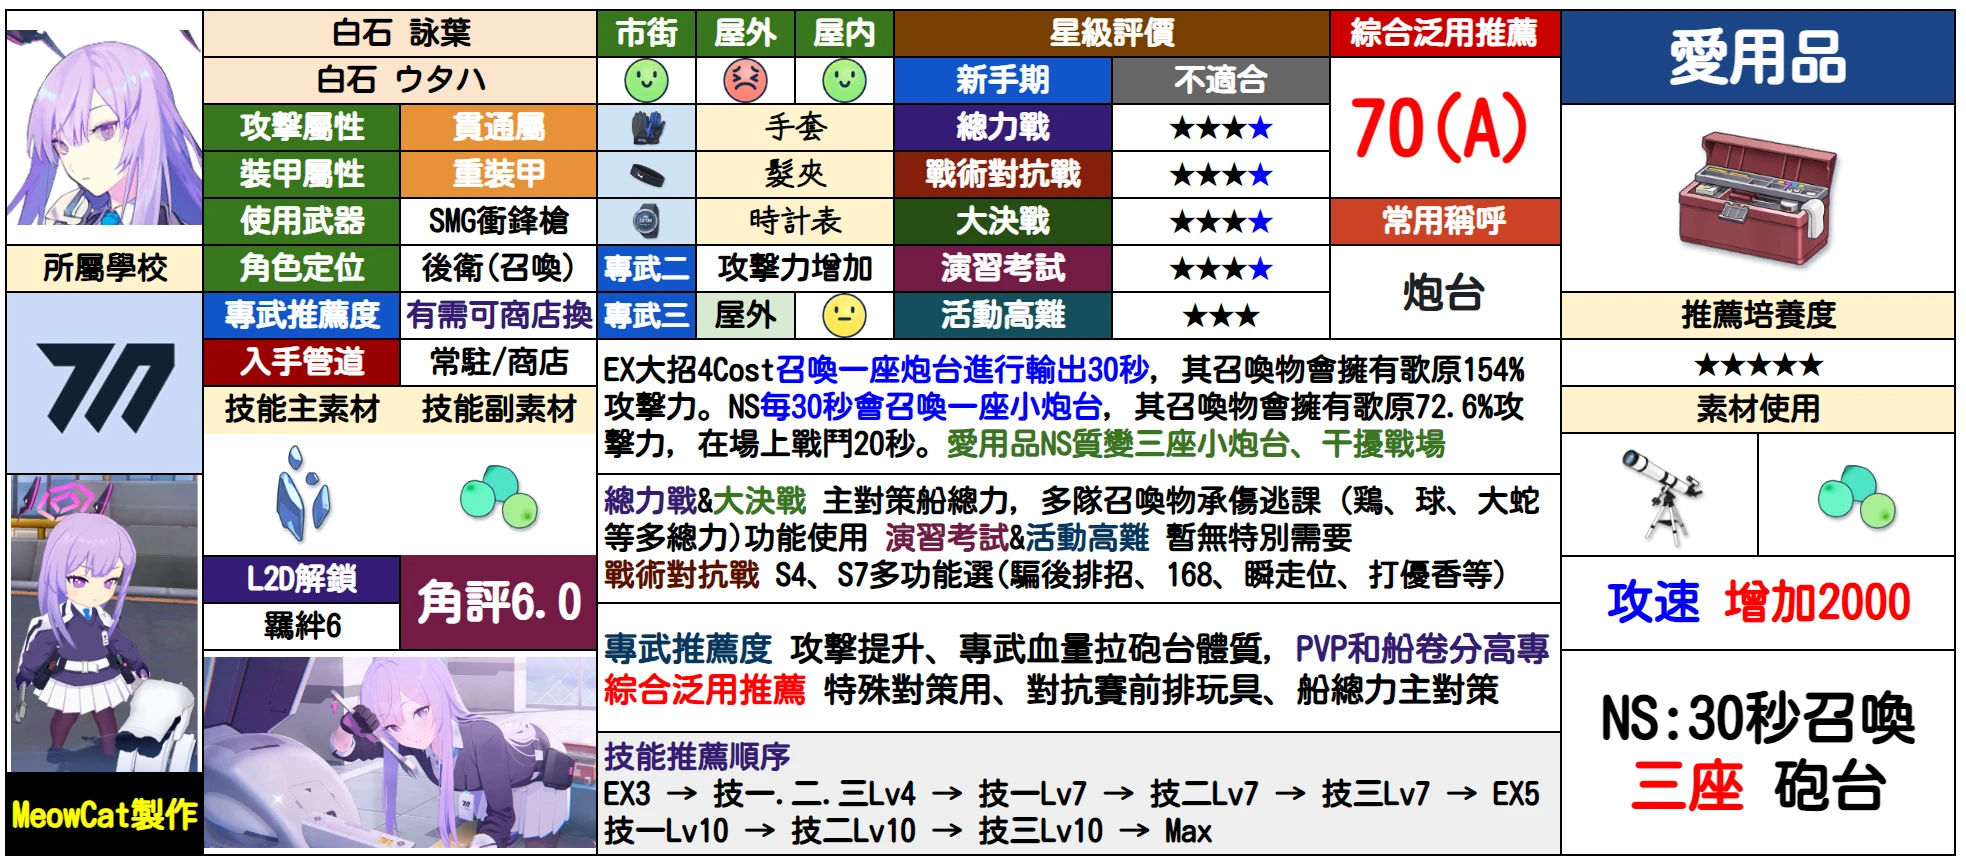 白石 詠葉
白石 ウタハ
攻擊屬性 貫通屬
裝甲屬性 重裝甲
使用武器 SMG衝鋒槍
所屬學校
角色定位 後衛(召喚)
專武推薦度 有需可商店換
入手管道 常駐/商店
技能主素材 技能副素材
L2D解鎖
羈絆6
角評6.0
MeowCat製作
市街 屋外 屋内
手套
髮夾
時計表
專武二 攻擊力增加
專武三 屋外
星級評價
新手期 不適合
總力戰 ★★★★
戰術對抗戰 ★★★★
大決戰 ★★★★
演習考試 ★★★★
活動高難 ★★★
綜合泛用推薦
70(A)
常用稱呼
炮台
EX大招4Cost召喚一座炮台進行輸出30秒, 其召喚物會擁有歌原154%
攻擊力。NS每30秒會召喚一座小炮台, 其召喚物會擁有歌原72.6%攻
擊力, 在場上戰鬥20秒。愛用品NS質變三座小炮台、干擾戰場
總力戰&大決戰 主對策船總力, 多隊召喚物承傷逃課 (鶏、球、大蛇
等多總力)功能使用 演習考試&活動高難 暫無特別需要
戰術對抗戰 S4、S7多功能選(騙後排招、168、瞬走位、打優香等)
專武推薦度 攻擊提升、專武血量拉砲台體質, PVP和船卷分高專
綜合泛用推薦 特殊對策用、對抗賽前排玩具、船總力主對策
技能推薦順序
EX3 → 技一.二.三Lv4 → 技一Lv7 → 技二Lv7 → 技三Lv7 → EX5
技一Lv10 → 技二Lv10 → 技三Lv10 → Max
愛用品
推薦培養度
★★★★★
素材使用
攻速 增加2000
NS:30秒召喚
三座 砲台